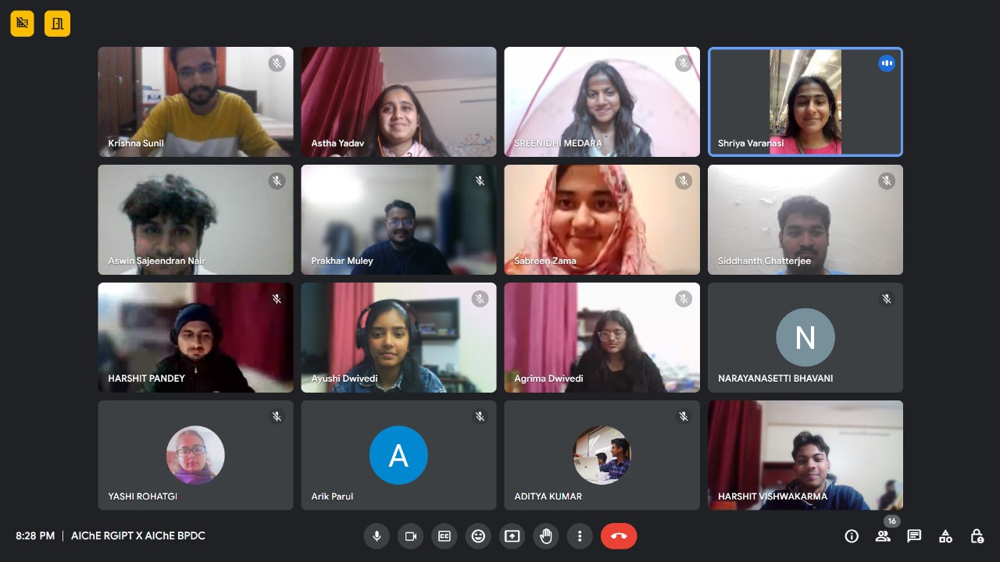 Krishna Sunil
Astha Yadav
SREENIDHI MEDARA
Shriya Varanasi
Aswin Sajeendran Nair
Prakhar Muley
Sabreen Zama
Siddhanth Chatterjee
HARSHIT PANDEY
Ayushi Dwivedi
Agrima Dwivedi
N
NARAYANASETTI BHAVANI
YASHI ROHATGI
A
Arik Parui
ADITYA KUMAR
HARSHIT VISHWAKARMA
8:28 PM | AIChE RGIPT X AIChE BPDC
CC
16